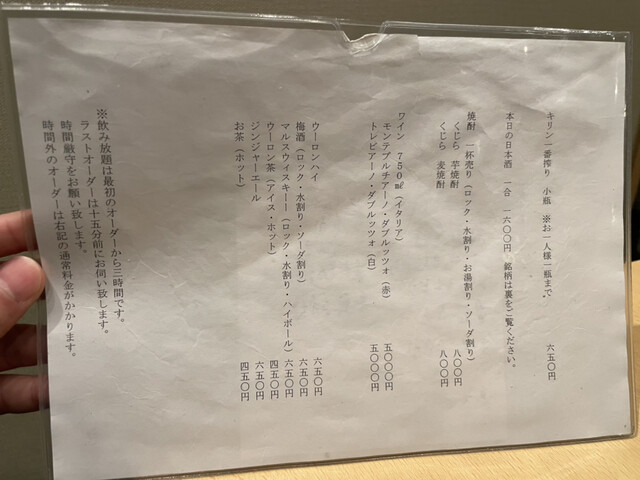 キリン一番搾り 小瓶 ※お一人様一瓶まで 六五〇円
本日の日本酒 一合 一六〇〇円 銘柄は裏をご覧ください。
焼酎 一杯売り(ロック・水割り・お湯割り・ソーダ割り)
くじら 芋焼酎 八〇〇円
くじら 麦焼酎 八〇〇円
ワイン 750㎖(イタリア)
モンテプルチアーノ・ダブルッツオ(赤) 五〇〇〇円
トレビアーノ・ダブルッツォ(白) 五〇〇〇円
ウーロンハイ 六五〇円
梅酒(ロック・水割り・ソーダ割り) 六五〇円
マルスウィスキー(ロック・水割り・ハイボール) 六五〇円
ウーロン茶(アイス・ホット) 四五〇円
ジンジャーエール 六五〇円
お茶(ホット) 四五〇円
※飲み放題は最初のオーダーから三時間です。
ラストオーダーは十五分前にお伺い致します。
時間厳守をお願い致します。
時間外のオーダーは右記の通常料金がかかります。